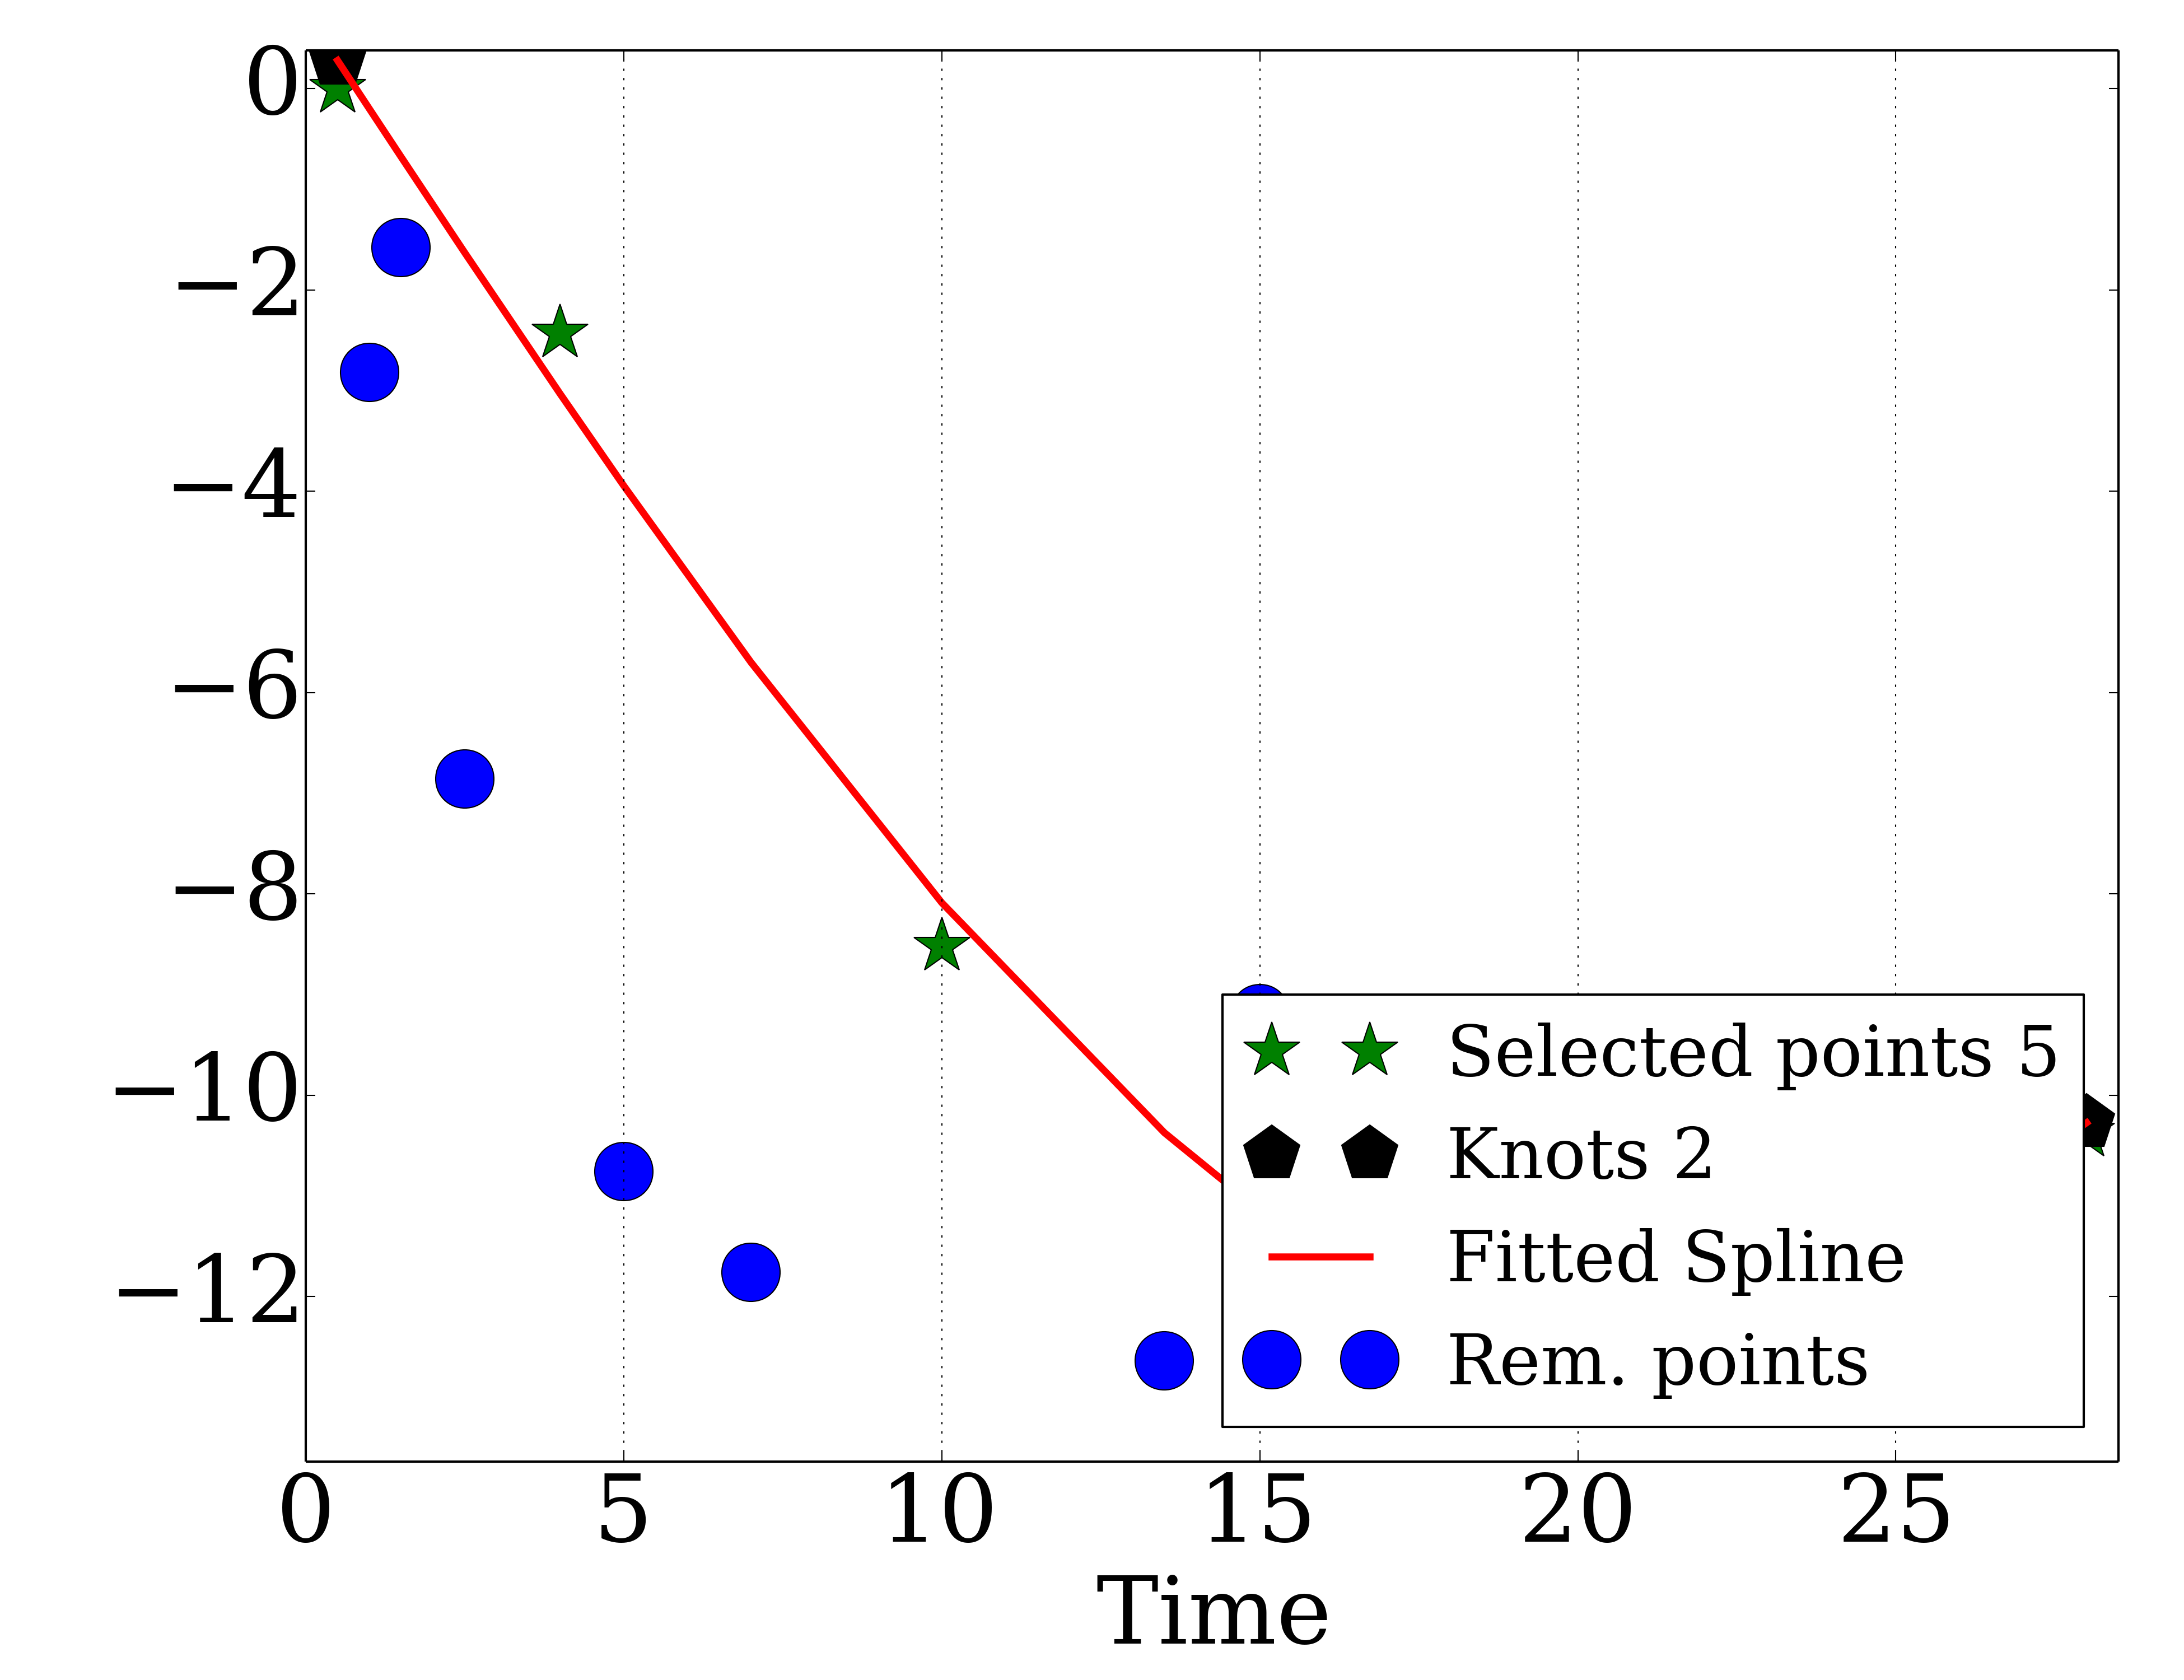 0
−2
−4
−6
−8
−10
−12
Selected points 5
Knots 2
Fitted Spline
Rem. points
0 5 10 15 20 25
Time